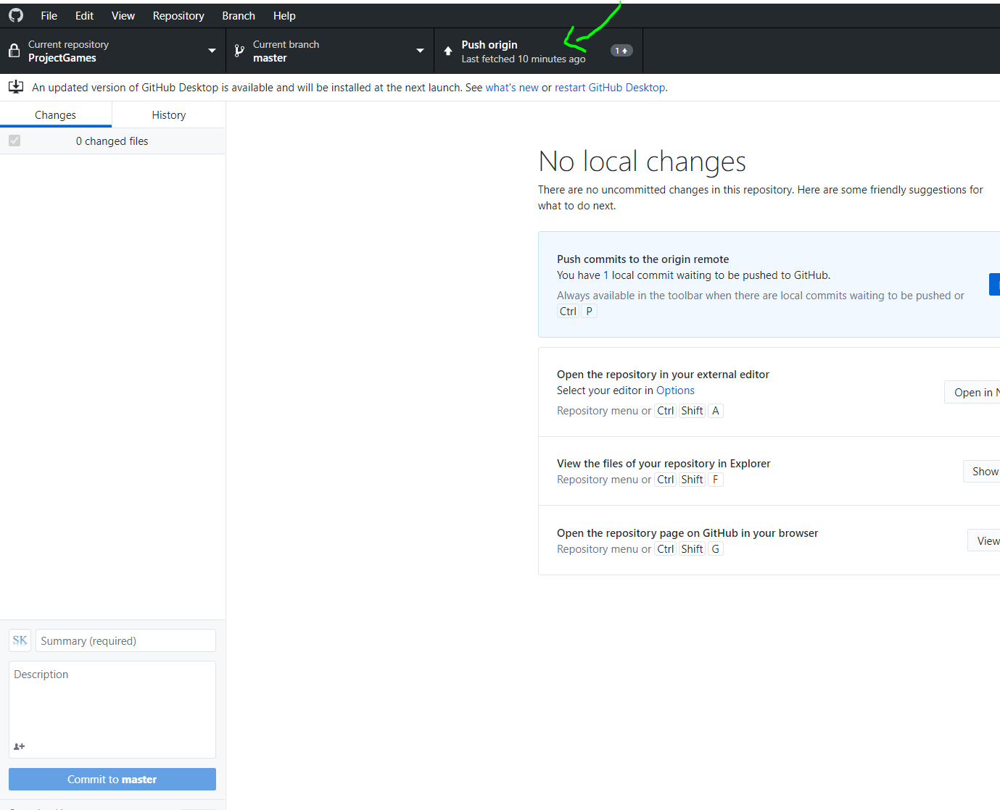 File Edit View Repository Branch Help
Current repository
ProjectGames
Current branch
master
Push origin
Last fetched 10 minutes ago
1
An updated version of GitHub Desktop is available and will be installed at the next launch. See what's new or restart GitHub Desktop.
Changes
History
0 changed files
No local changes
There are no uncommitted changes in this repository. Here are some friendly suggestions for
what to do next.
Push commits to the origin remote
You have 1 local commit waiting to be pushed to GitHub.
Always available in the toolbar when there are local commits waiting to be pushed or
Ctrl P
Open the repository in your external editor
Select your editor in Options
Repository menu or Ctrl Shift A
Open in N
View the files of your repository in Explorer
Repository menu or Ctrl Shift F
Show
Open the repository page on GitHub in your browser
Repository menu or Ctrl Shift G
View
SK
Summary (required)
Description
Commit to master